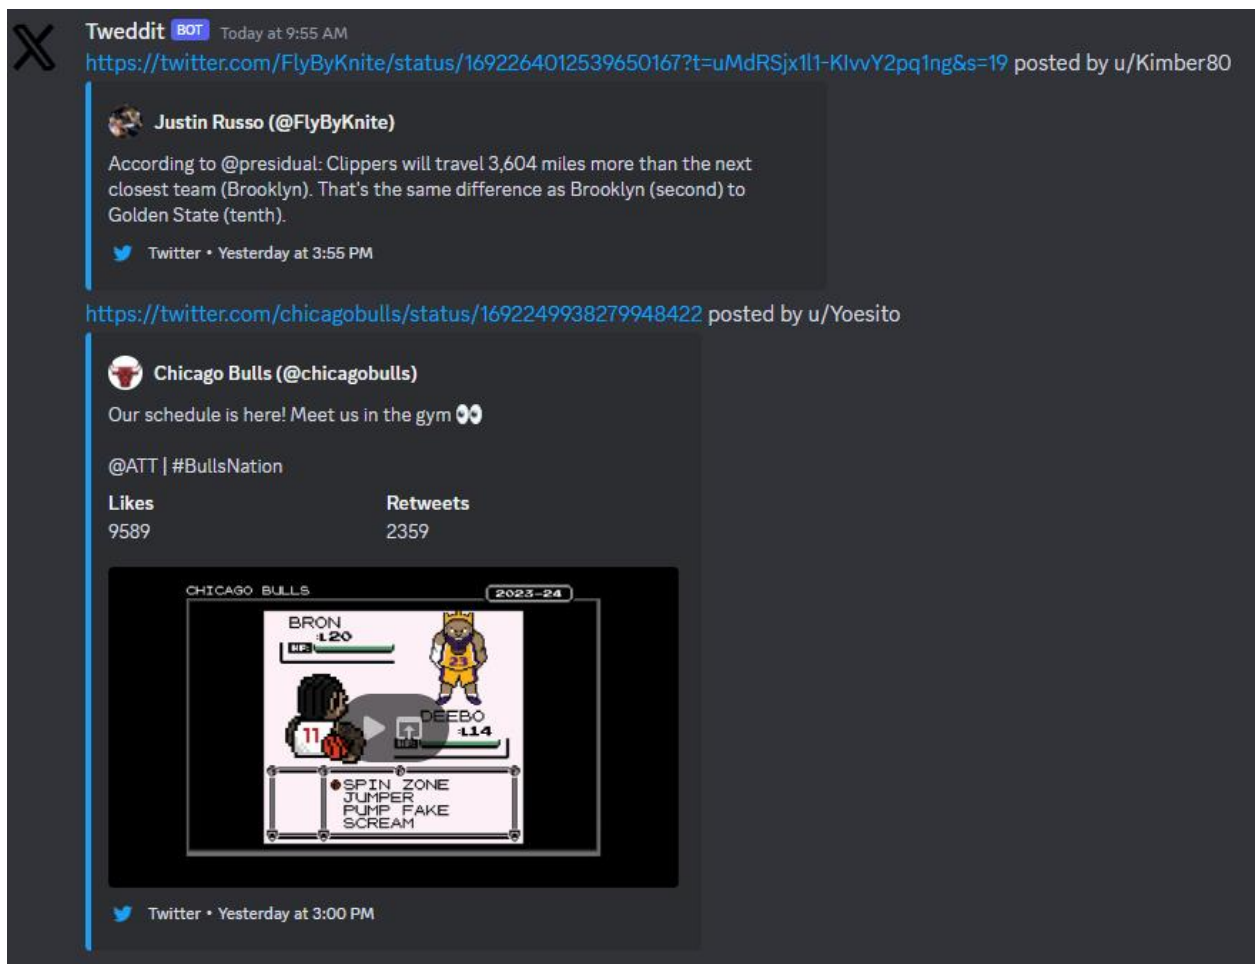 Tweddit BOT Today at 9:55 AM
https://twitter.com/FlyByKnite/status/1692264012539650167?t=uMdRSjx1l1-KIvvY2pq1ng&s=19 posted by u/Kimber80
Justin Russo (@FlyByKnite)
According to @presidual: Clippers will travel 3,604 miles more than the next
closest team (Brooklyn). That's the same difference as Brooklyn (second) to
Golden State (tenth).
Twitter • Yesterday at 3:55 PM
https://twitter.com/chicagobulls/status/1692249938279948422 posted by u/Yoesito
Chicago Bulls (@chicagobulls)
Our schedule is here! Meet us in the gym 👀
@ATT | #BullsNation
Likes Retweets
9589 2359
CHICAGO BULLS 2023-24
BRON
:L20
HP:
23
DEEBO
:L14
11
SPIN ZONE
JUMPER
PUMP FAKE
SCREAM
Twitter • Yesterday at 3:00 PM